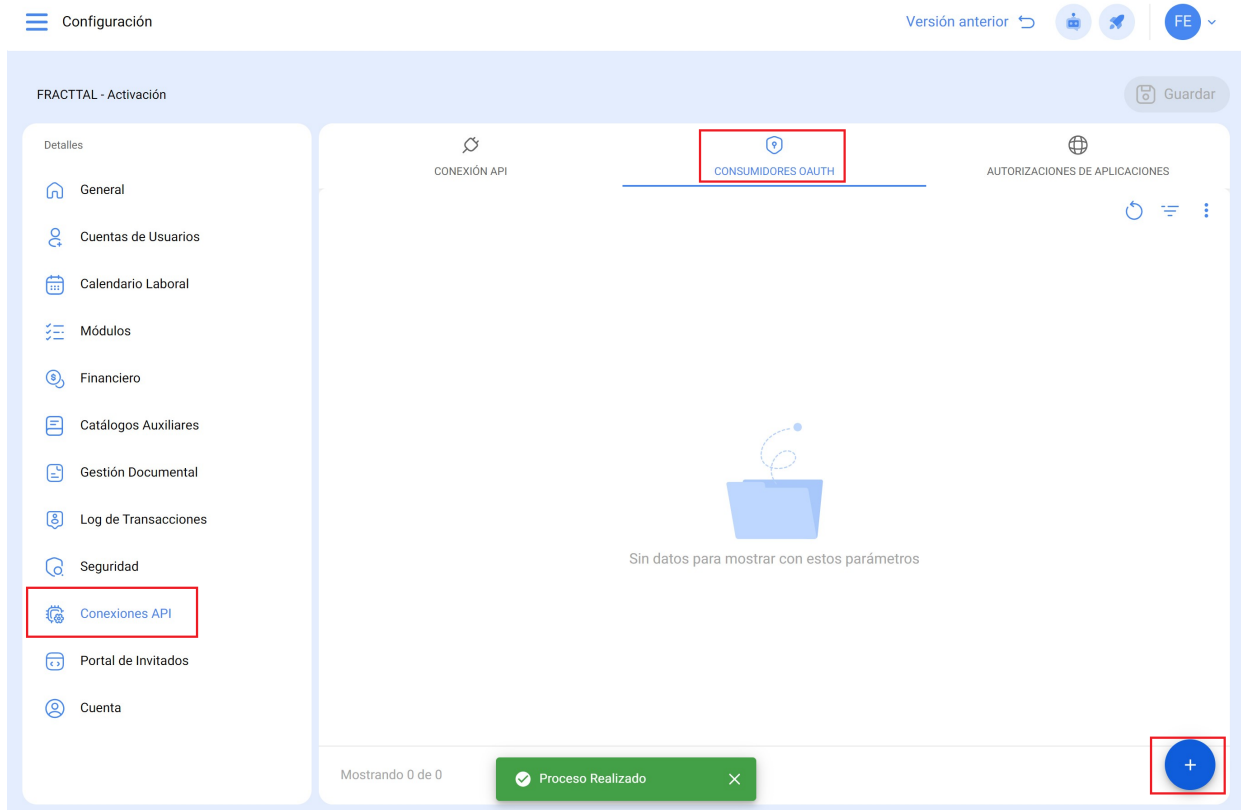 Configuración
Versión anterior
FE
FRACTTAL - Activación
Guardar
Detalles
General
Cuentas de Usuarios
Calendario Laboral
Módulos
Financiero
Catálogos Auxiliares
Gestión Documental
Log de Transacciones
Seguridad
Conexiones API
Portal de Invitados
Cuenta
CONEXIÓN API
CONSUMIDORES OAUTH
AUTORIZACIONES DE APLICACIONES
Sin datos para mostrar con estos parámetros
Mostrando 0 de 0
Proceso Realizado